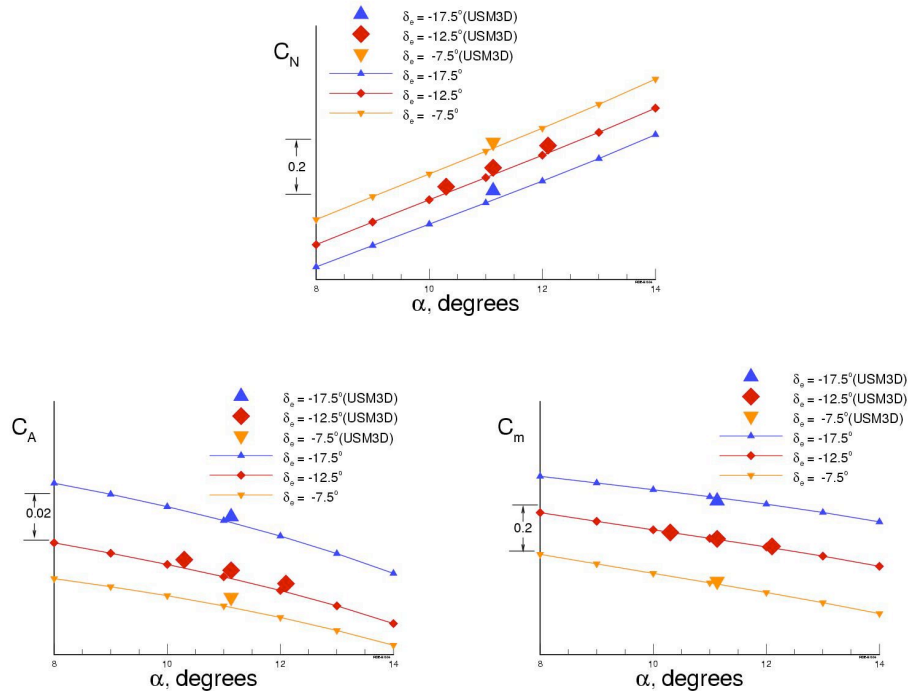 δe = -17.5°(USM3D)
δe = -12.5°(USM3D)
δe = -7.5°(USM3D)
δe = -17.5°
δe = -12.5°
δe = -7.5°
CN
0.2
8 10 12 14
α, degrees
δe = -17.5°(USM3D)
δe = -12.5°(USM3D)
δe = -7.5°(USM3D)
δe = -17.5°
δe = -12.5°
δe = -7.5°
CA
0.02
8 10 12 14
α, degrees
δe = -17.5°(USM3D)
δe = -12.5°(USM3D)
δe = -7.5°(USM3D)
δe = -17.5°
δe = -12.5°
δe = -7.5°
Cm
0.2
8 10 12 14
α, degrees